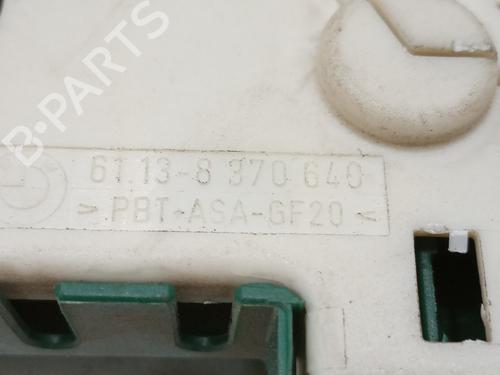 B-PARTS
61.13-8 370 640
> PBT-ASA-GF20 <